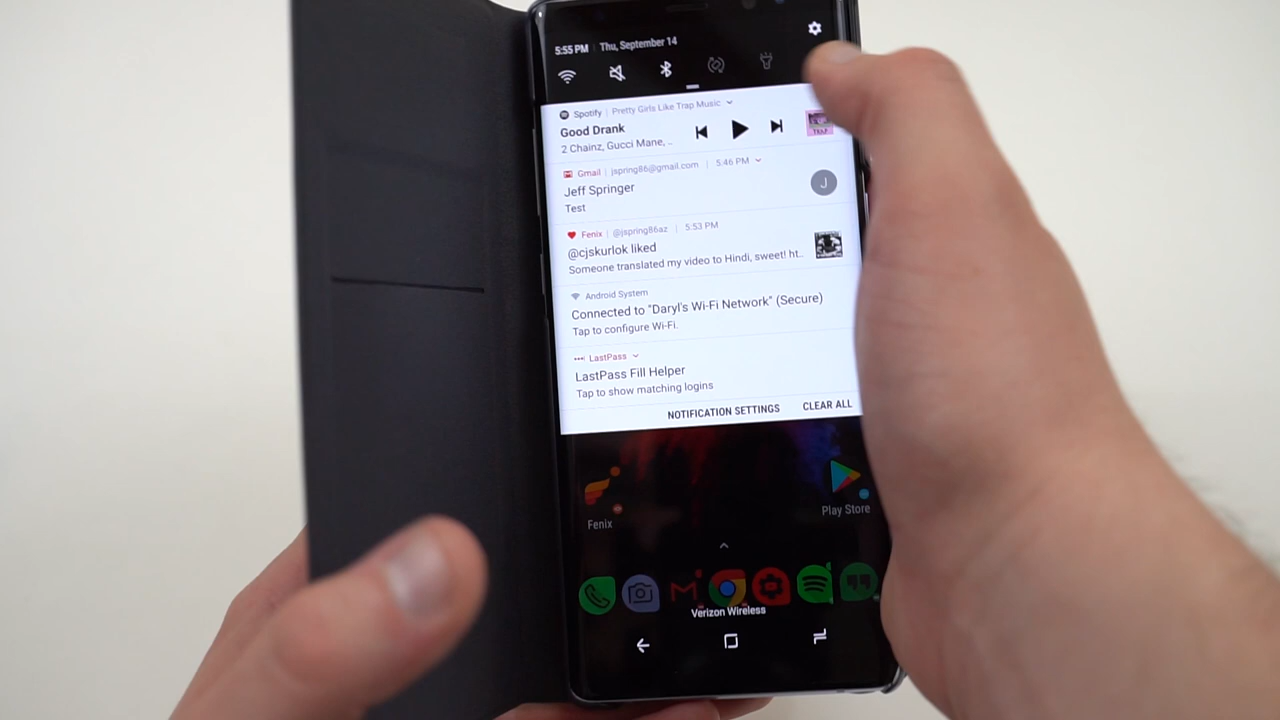 5:55 PM | Thu, September 14
Spotify | Pretty Girls Like Trap Music
Good Drank
2 Chainz, Gucci Mane, ..
TRAP
Gmail | jspring86@gmail.com | 5:46 PM
Jeff Springer
J
Test
Fenix | @jspring86az | 5:53 PM
@cjskurlok liked
Someone translated my video to Hindi, sweet! ht..
Android System
Connected to "Daryl's Wi-Fi Network" (Secure)
Tap to configure Wi-Fi.
LastPass
LastPass Fill Helper
Tap to show matching logins
NOTIFICATION SETTINGS CLEAR ALL
Fenix
Play Store
Verizon Wireless